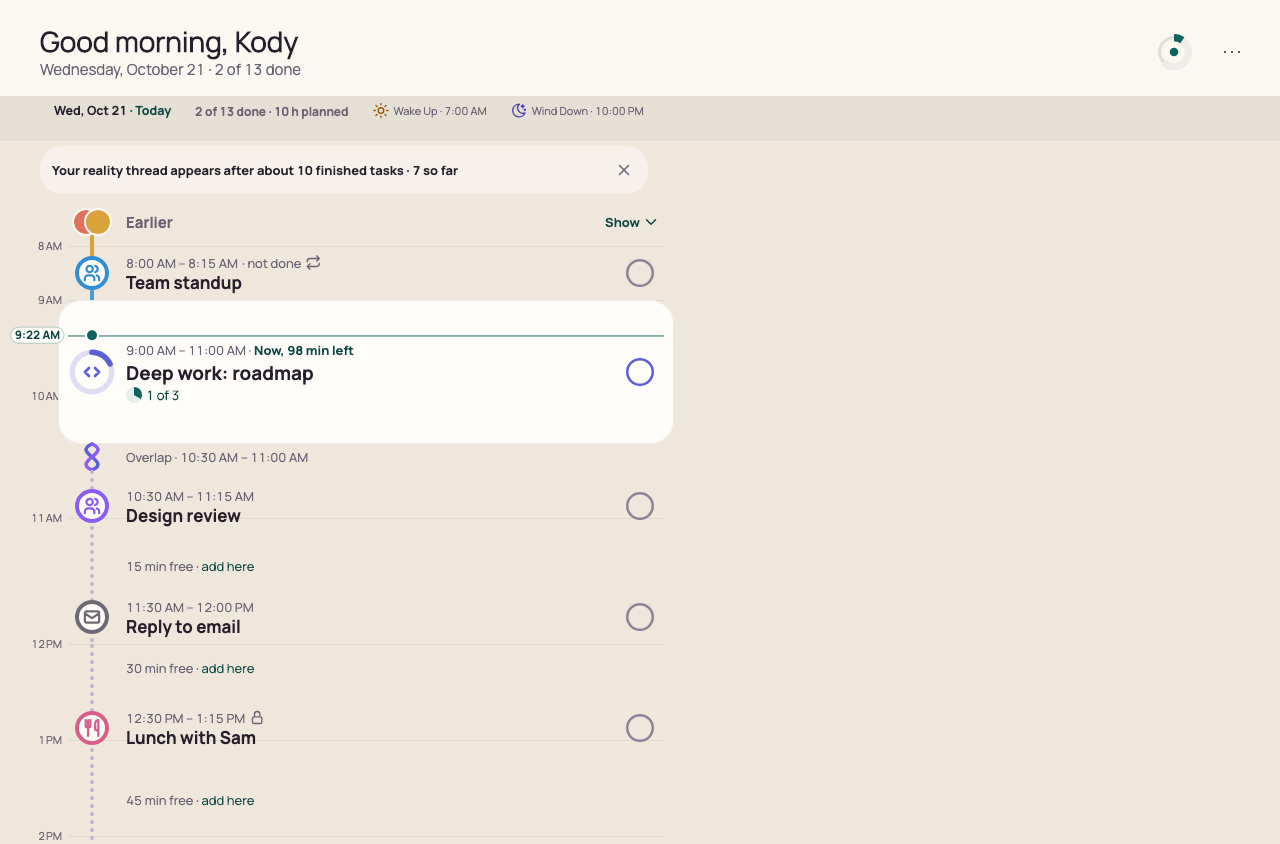 Good morning, Kody
Wednesday, October 21 · 2 of 13 done
Wed, Oct 21 · Today
2 of 13 done · 10 h planned
Wake Up · 7:00 AM
Wind Down · 10:00 PM
Your reality thread appears after about 10 finished tasks · 7 so far
Earlier
Show
8 AM
8:00 AM – 8:15 AM · not done
Team standup
9 AM
9:22 AM
9:00 AM – 11:00 AM · Now, 98 min left
Deep work: roadmap
1 of 3
10 AM
Overlap · 10:30 AM – 11:00 AM
10:30 AM – 11:15 AM
Design review
11 AM
15 min free · add here
11:30 AM – 12:00 PM
Reply to email
12 PM
30 min free · add here
12:30 PM – 1:15 PM
Lunch with Sam
1 PM
45 min free · add here
2 PM